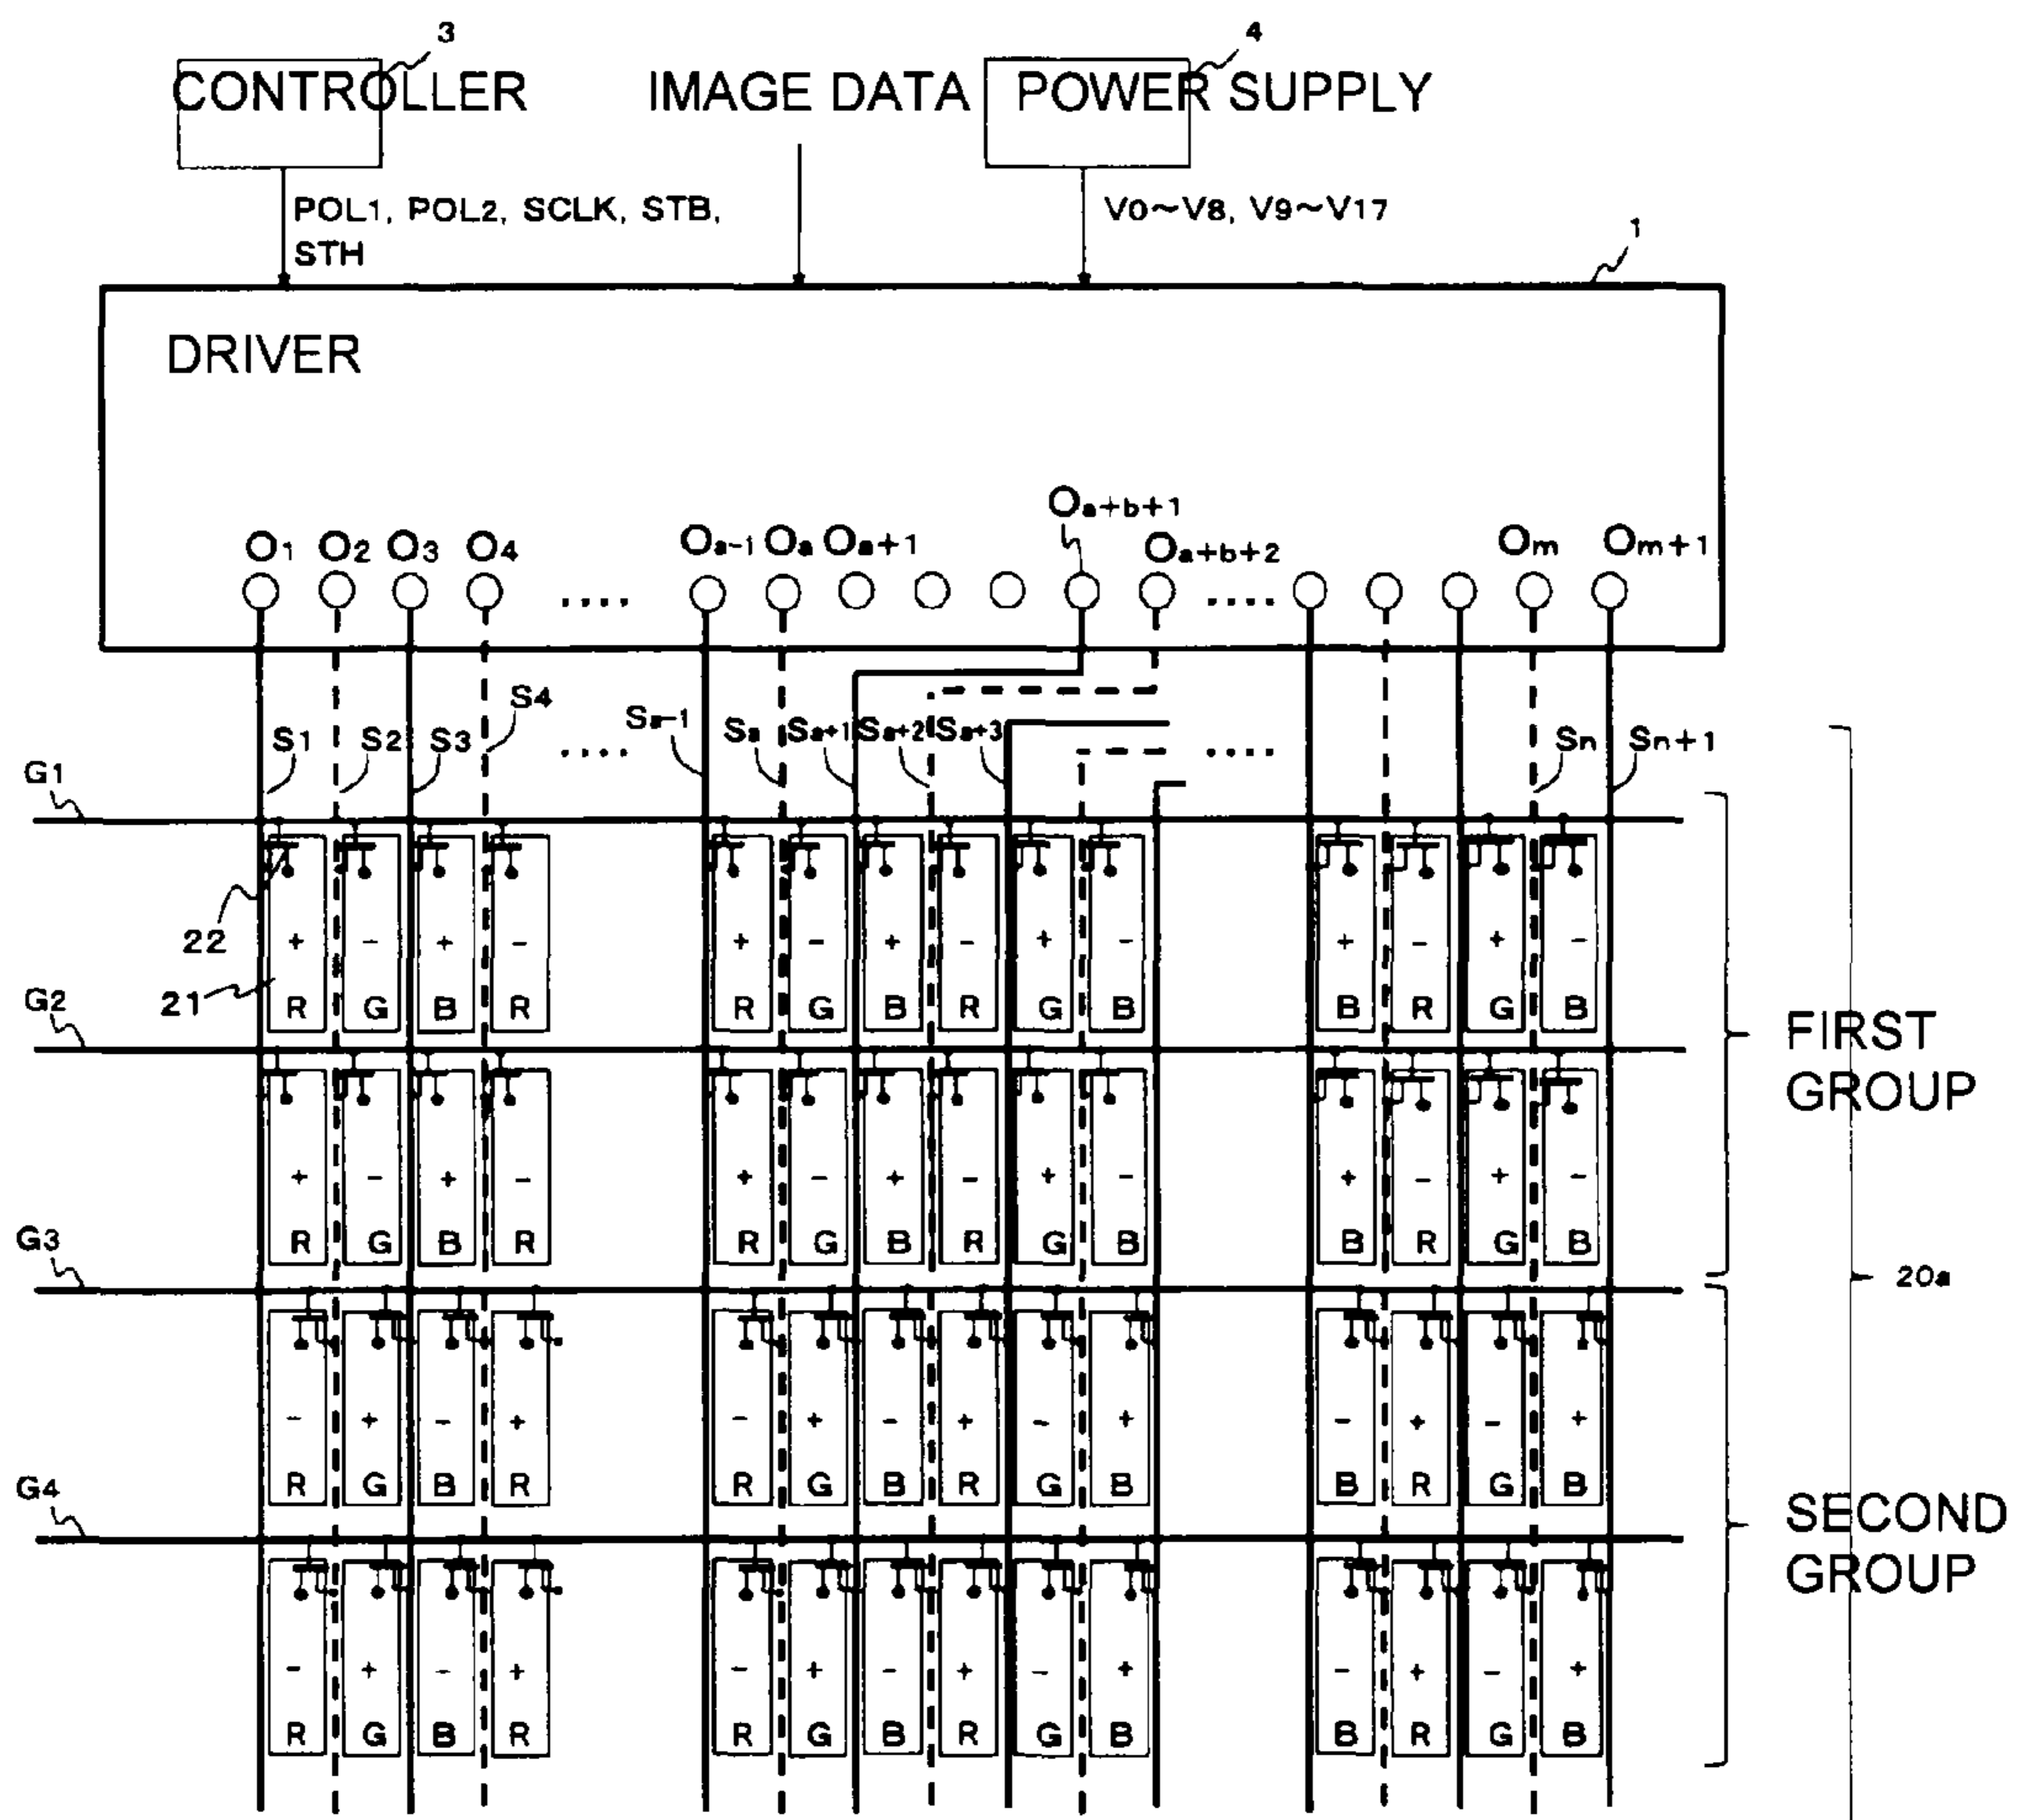 3
4
CONTROLLER IMAGE DATA POWER SUPPLY
POL1, POL2, SCLK, STB,
STH
V0~V8, V9~V17
1
DRIVER
Oa+b+1
O1 O2 O3 O4 Oa-1 Oa Oa+1 Oa+b+2 Om Om+1
.... ....
S1 S2 S3 S4 .... Sa-1 Sa Sa+1 Sa+2 Sa+3 .... Sn Sn+1
G1
22 + - + - + - + - + - + - + -
21 R G B R R G B R G B B R G B
G2
FIRST
GROUP
+ - + - + - + - + - + - + -
R G B R R G B R G B B R G B
G3
20a
- + - + - + - + - + - + - +
R G B R R G B R G B B R G B
G4
SECOND
GROUP
- + - + - + - + - + - + - +
R G B R R G B R G B B R G B